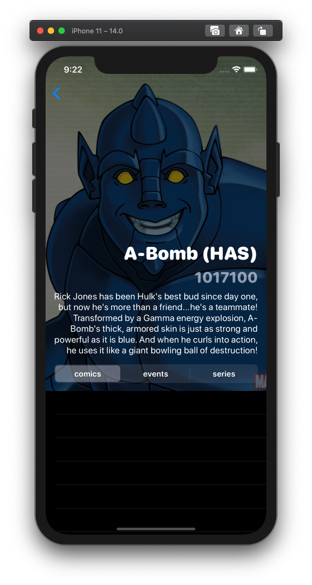 iPhone 11 – 14.0
9:22
A-Bomb (HAS)
1017100
Rick Jones has been Hulk's best bud since day one,
but now he's more than a friend...he's a teammate!
Transformed by a Gamma energy explosion, A-
Bomb's thick, armored skin is just as strong and
powerful as it is blue. And when he curls into action,
he uses it like a giant bowling ball of destruction!
comics events series
MA